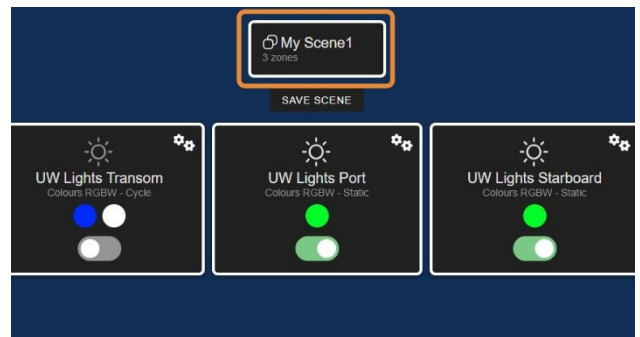 My Scene1
3 zones
SAVE SCENE
UW Lights Transom
Colours RGBW - Cycle
UW Lights Port
Colours RGBW - Static
UW Lights Starboard
Colours RGBW - Static